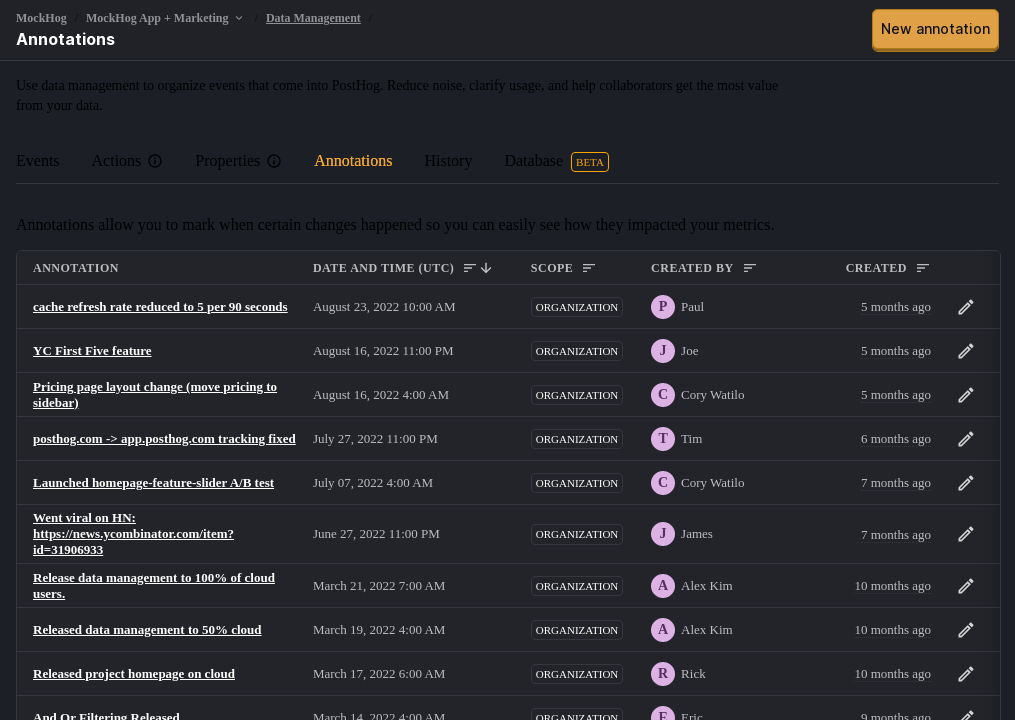 MockHog / MockHog App + Marketing / Data Management /
Annotations
New annotation
Use data management to organize events that come into PostHog. Reduce noise, clarify usage, and help collaborators get the most value
from your data.
Events Actions Properties Annotations History Database BETA
Annotations allow you to mark when certain changes happened so you can easily see how they impacted your metrics.
ANNOTATION DATE AND TIME (UTC) SCOPE CREATED BY CREATED
cache refresh rate reduced to 5 per 90 seconds August 23, 2022 10:00 AM ORGANIZATION P Paul 5 months ago
YC First Five feature August 16, 2022 11:00 PM ORGANIZATION J Joe 5 months ago
Pricing page layout change (move pricing to
sidebar) August 16, 2022 4:00 AM ORGANIZATION C Cory Watilo 5 months ago
posthog.com -> app.posthog.com tracking fixed July 27, 2022 11:00 PM ORGANIZATION T Tim 6 months ago
Launched homepage-feature-slider A/B test July 07, 2022 4:00 AM ORGANIZATION C Cory Watilo 7 months ago
Went viral on HN:
https://news.ycombinator.com/item?
id=31906933 June 27, 2022 11:00 PM ORGANIZATION J James 7 months ago
Release data management to 100% of cloud
users. March 21, 2022 7:00 AM ORGANIZATION A Alex Kim 10 months ago
Released data management to 50% cloud March 19, 2022 4:00 AM ORGANIZATION A Alex Kim 10 months ago
Released project homepage on cloud March 17, 2022 6:00 AM ORGANIZATION R Rick 10 months ago
And Or Filtering Released March 14, 2022 4:00 AM ORGANIZATION E Eric 9 months ago